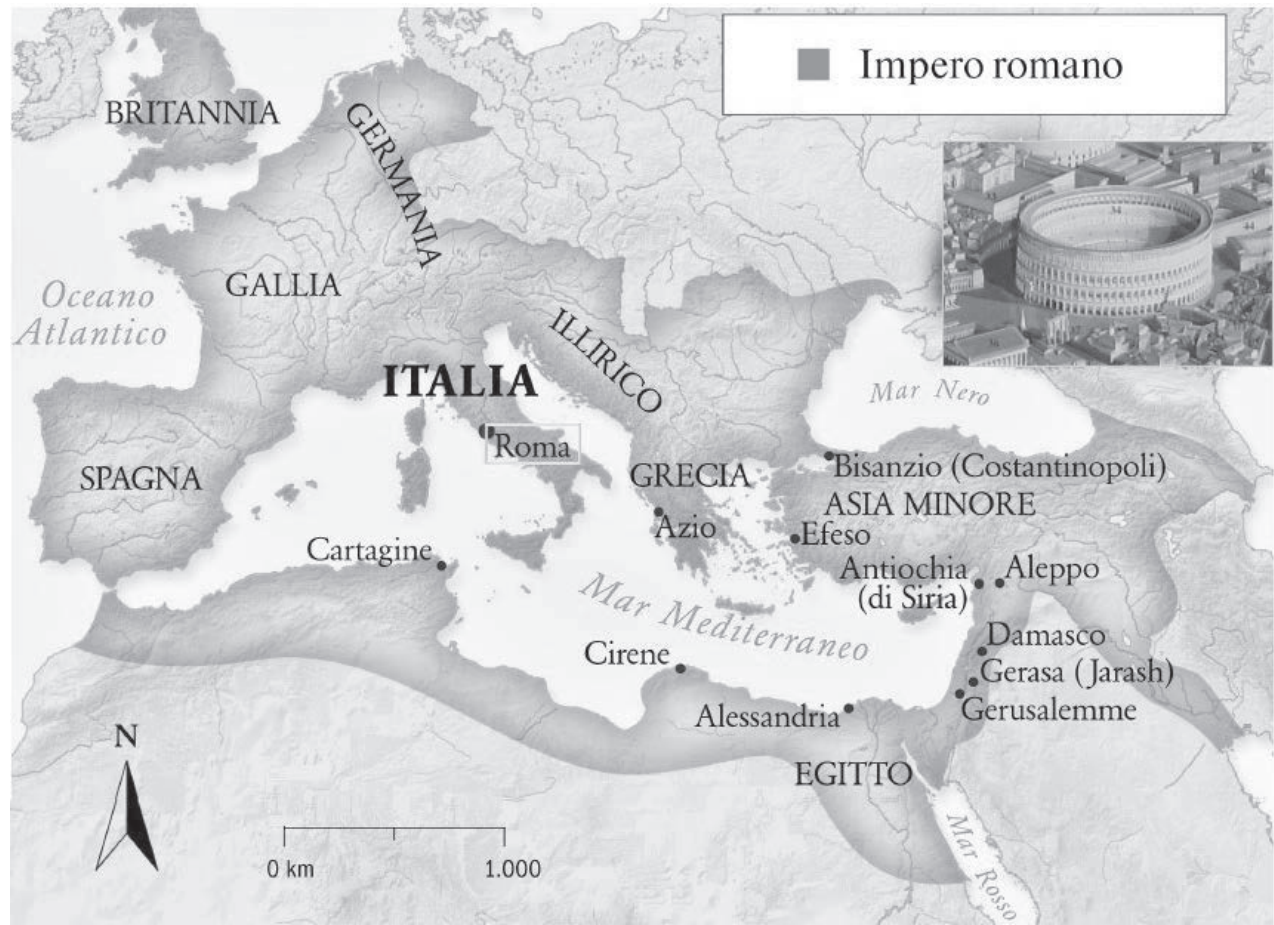 Impero romano
BRITANNIA
GERMANIA
GALLIA
Oceano
Atlantico
ILLIRICO
ITALIA
Mar Nero
Roma
SPAGNA
GRECIA
Bisanzio (Costantinopoli)
ASIA MINORE
Azio
Efeso
Cartagine
Antiochia
(di Siria)
Aleppo
Mar Mediterraneo
Damasco
Cirene
Gerasa (Jarash)
Gerusalemme
Alessandria
EGITTO
N
Mar Rosso
0 km
1.000